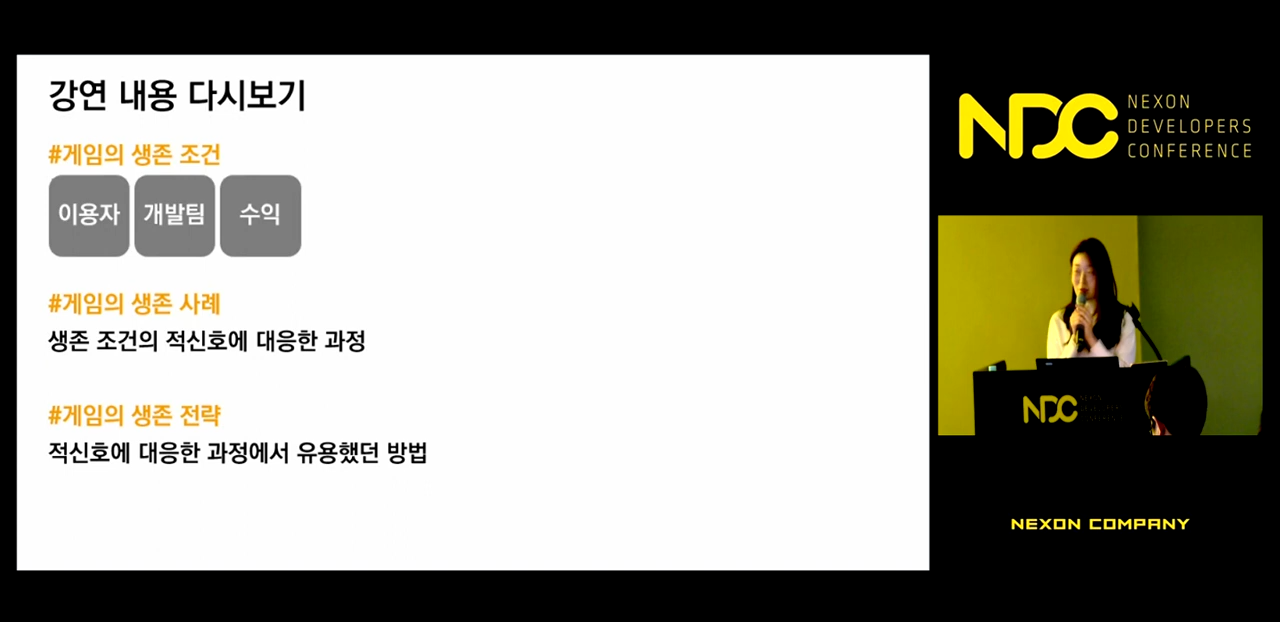 강연 내용 다시보기
#게임의 생존 조건
이용자 개발팀 수익
#게임의 생존 사례
생존 조건의 적신호에 대응한 과정
#게임의 생존 전략
적신호에 대응한 과정에서 유용했던 방법
NDC
NEXON
DEVELOPERS
CONFERENCE
NDC
NEXON COMPANY